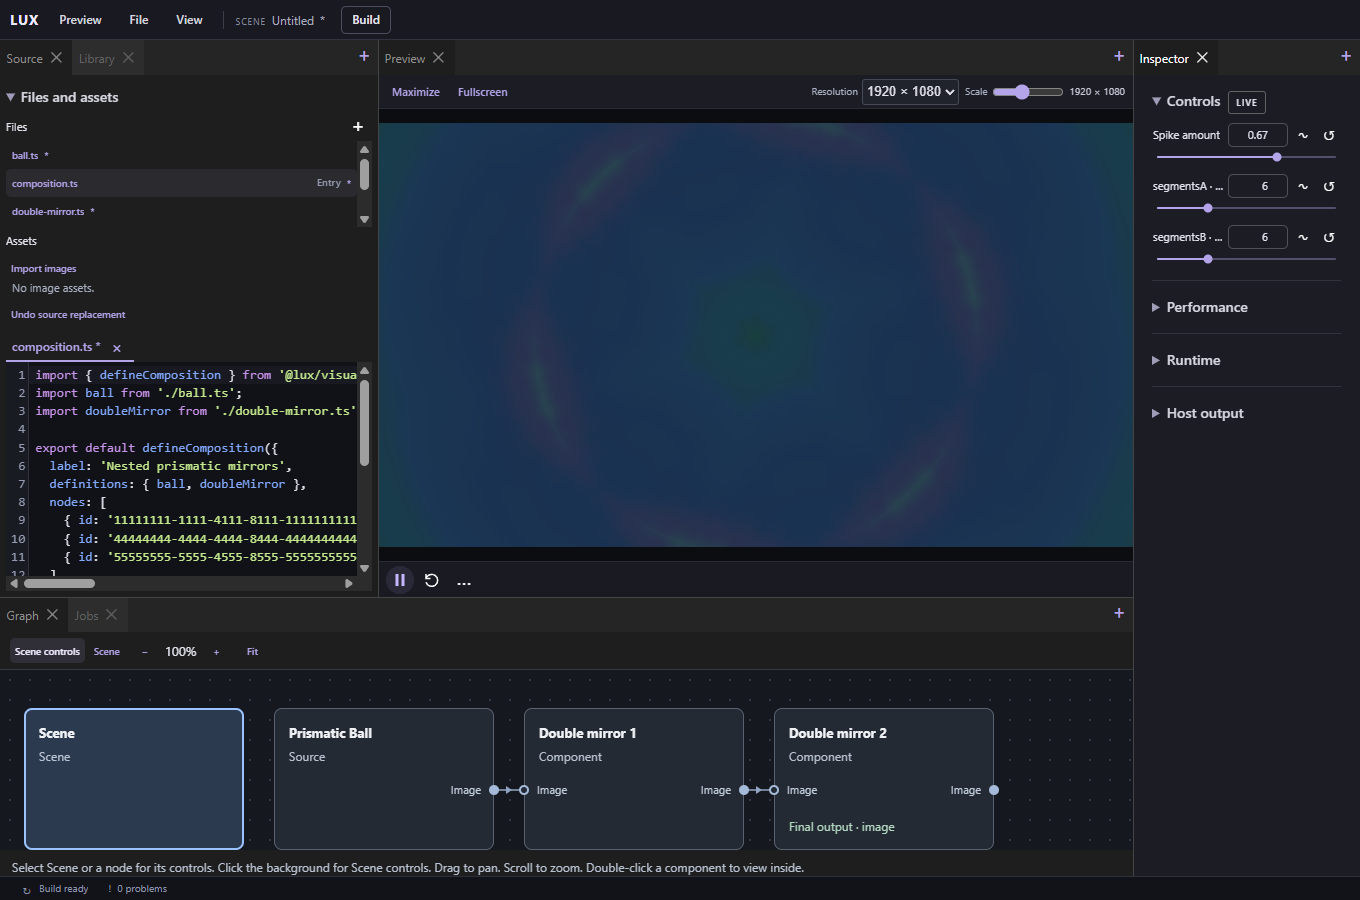 LUX Preview File View SCENE Untitled * Build
Source Library
Files and assets
Files
ball.ts *
composition.ts Entry *
double-mirror.ts *
Assets
Import images
No image assets.
Undo source replacement
composition.ts *
1 import { defineComposition } from '@lux/visua
2 import ball from './ball.ts';
3 import doubleMirror from './double-mirror.ts'
4
5 export default defineComposition({
6 label: 'Nested prismatic mirrors',
7 definitions: { ball, doubleMirror },
8 nodes: [
9 { id: '11111111-1111-4111-8111-1111111111
10 { id: '44444444-4444-4444-8444-4444444444
11 { id: '55555555-5555-4555-8555-5555555555
12 ]
Preview
Maximize Fullscreen Resolution 1920 × 1080 Scale 1920 × 1080
...
Inspector
Controls LIVE
Spike amount 0.67
segmentsA · ... 6
segmentsB · ... 6
Performance
Runtime
Host output
Graph Jobs
Scene controls Scene − 100% + Fit
Scene
Scene
Prismatic Ball
Source
Image
Double mirror 1
Component
Image Image
Double mirror 2
Component
Image Image
Final output · image
Select Scene or a node for its controls. Click the background for Scene controls. Drag to pan. Scroll to zoom. Double-click a component to view inside.
Build ready ! 0 problems